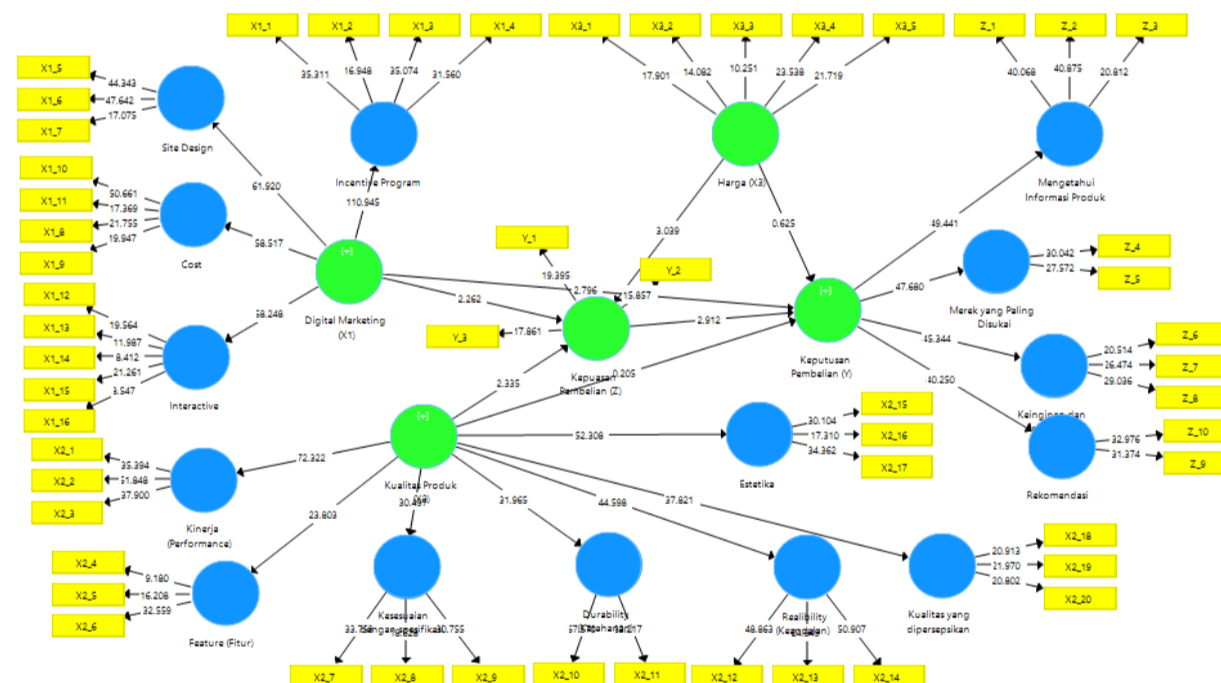 X1_1
X1_2
X1_3
X1_4
X3_1
X3_2
X3_3
X3_4
X3_5
Z_1
Z_2
Z_3
35.311
16.948
35.074
31.560
17.901
14.082
10.251
23.538
21.719
40.068
40.875
20.812
X1_5
X1_6
X1_7
44.343
47.642
17.075
Site Design
Incentive Program
Harga (X3)
Mengetahui
Informasi Produk
X1_10
X1_11
X1_8
X1_9
50.661
17.369
21.755
19.947
Cost
61.920
110.945
58.517
58.248
[+]
Digital Marketing
(X1)
3.039
0.625
49.441
Y_1
Y_2
Y_3
19.395
15.857
17.861
2.796
2.262
2.912
Kepuasan
Pembelian (Z)
[+]
Keputusan
Pembelian (Y)
47.680
Merek yang Paling
Disukai
30.042
27.572
Z_4
Z_5
X1_12
X1_13
X1_14
X1_15
X1_16
19.564
11.987
8.412
21.261
3.547
Interactive
2.335
0.205
45.344
40.250
Keinginan dan
20.514
26.474
29.036
Z_6
Z_7
Z_8
X2_1
X2_2
X2_3
35.394
51.848
37.900
Kinerja
(Performance)
72.322
[+]
Kualitas Produk
52.308
Estetika
30.104
17.310
34.362
X2_15
X2_16
X2_17
Rekomendasi
32.976
31.374
Z_10
Z_9
23.803
31.965
44.598
37.821
X2_4
X2_5
X2_6
9.180
16.208
32.559
Feature (Fitur)
Kesesuaian
Durability
Realibility
Kualitas yang
dipersepsikan
20.913
21.970
20.802
X2_18
X2_19
X2_20
48.863
50.907
X2_7
X2_8
X2_9
X2_10
X2_11
X2_12
X2_13
X2_14